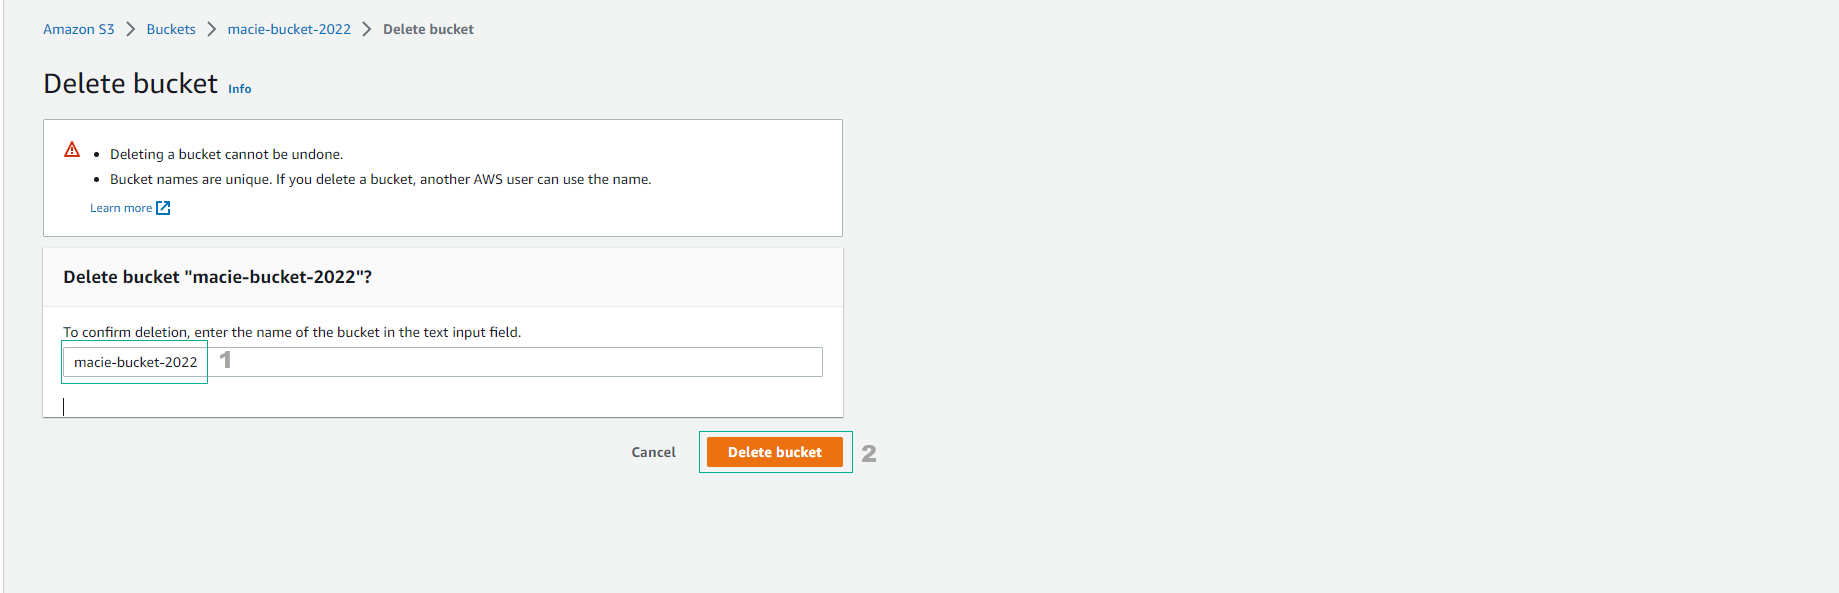 Amazon S3 > Buckets > macie-bucket-2022 > Delete bucket
Delete bucket Info
• Deleting a bucket cannot be undone.
• Bucket names are unique. If you delete a bucket, another AWS user can use the name.
Learn more
Delete bucket "macie-bucket-2022"?
To confirm deletion, enter the name of the bucket in the text input field.
macie-bucket-2022 1
Cancel Delete bucket 2